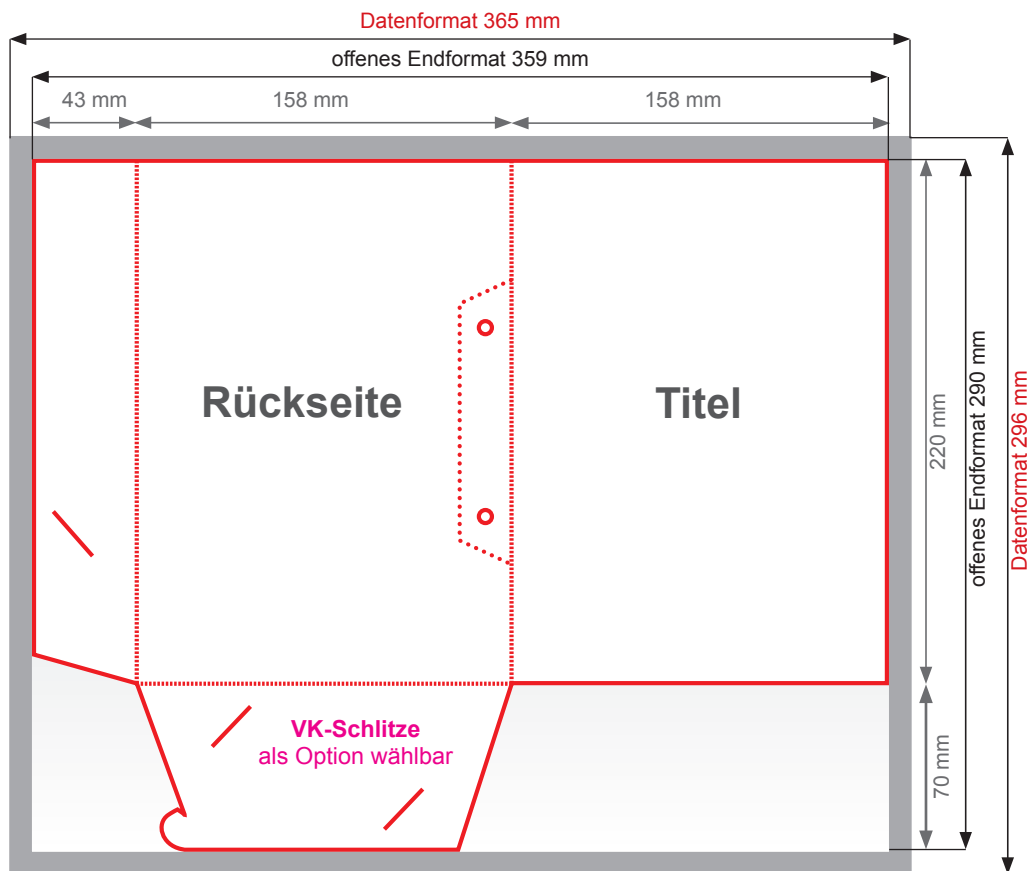 Datenformat 365 mm
offenes Endformat 359 mm
43 mm
158 mm
158 mm
Rückseite
Titel
220 mm
offenes Endformat 290 mm
Datenformat 296 mm
VK-Schlitze
als Option wählbar
70 mm